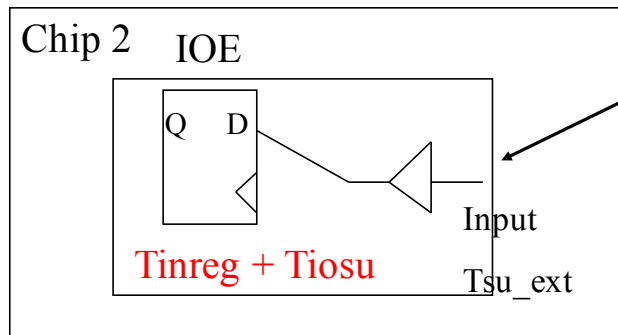 Chip 2
IOE
Q D
Input
Tinreg + Tiosu
Tsu_ext